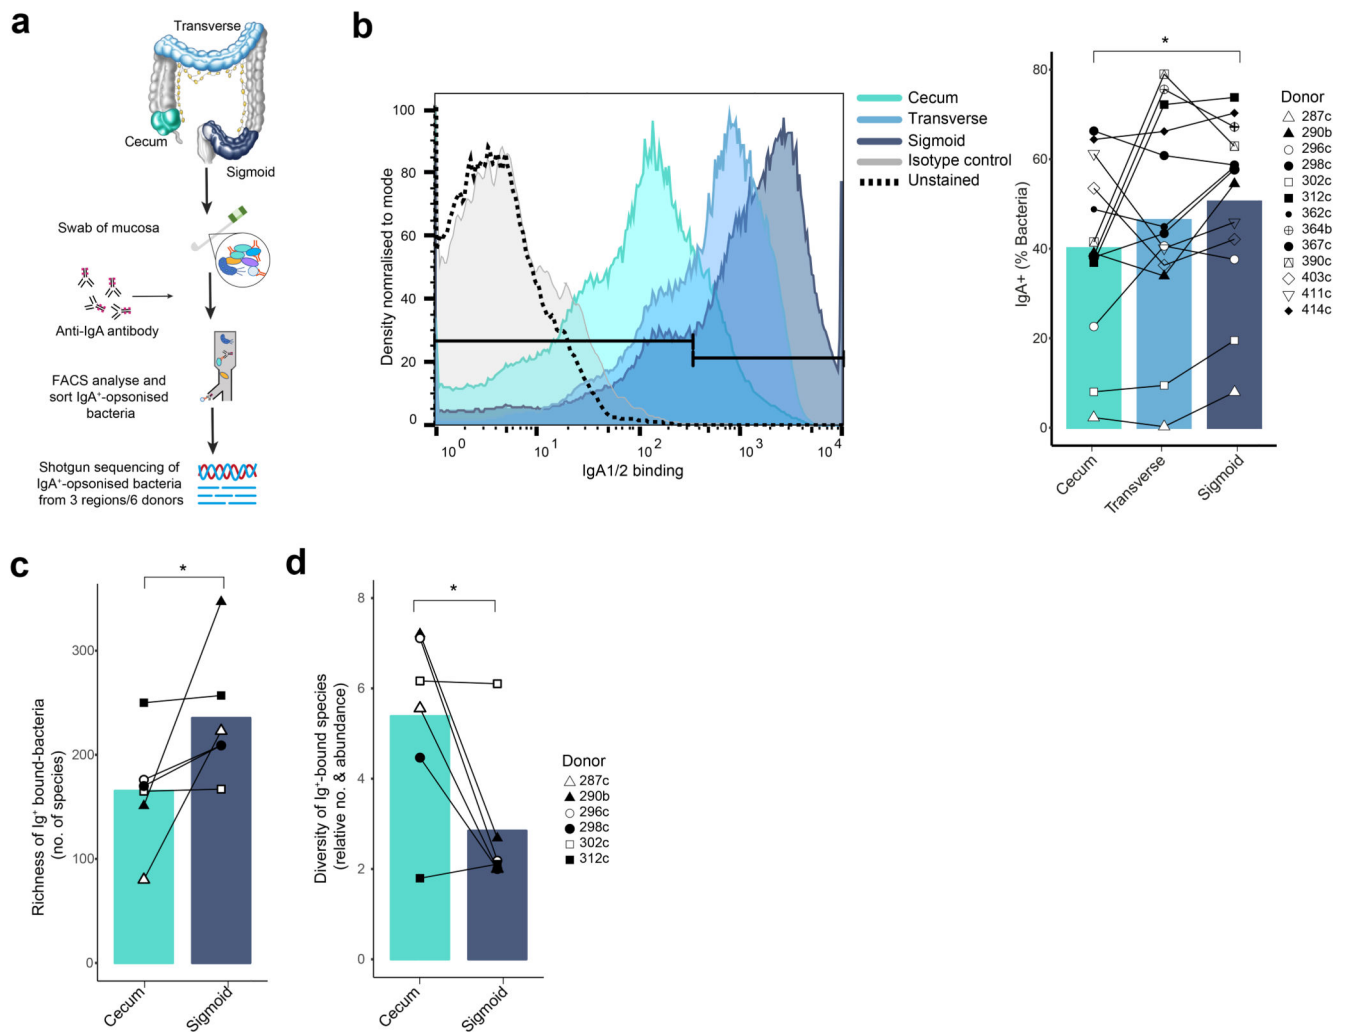 a
Transverse
Cecum
Sigmoid
Swab of mucosa
Anti-IgA antibody
FACS analyse and
sort IgA⁺-opsonised
bacteria
Shotgun sequencing of
IgA⁺-opsonised bacteria
from 3 regions/6 donors
b
Density normalised to mode
100
80
60
40
20
0
10⁰
10¹
10²
10³
10⁴
IgA1/2 binding
Cecum
Transverse
Sigmoid
Isotype control
Unstained
*
IgA+ (% Bacteria)
80
60
40
20
0
Cecum
Transverse
Sigmoid
Donor
287c
290b
296c
298c
302c
312c
362c
364b
367c
390c
403c
411c
414c
c
*
Richness of Ig⁺ bound-bacteria
(no. of species)
300
200
100
0
Cecum
Sigmoid
d
*
Diversity of Ig⁺-bound species
(relative no. & abundance)
8
6
4
2
0
Cecum
Sigmoid
Donor
287c
290b
296c
298c
302c
312c